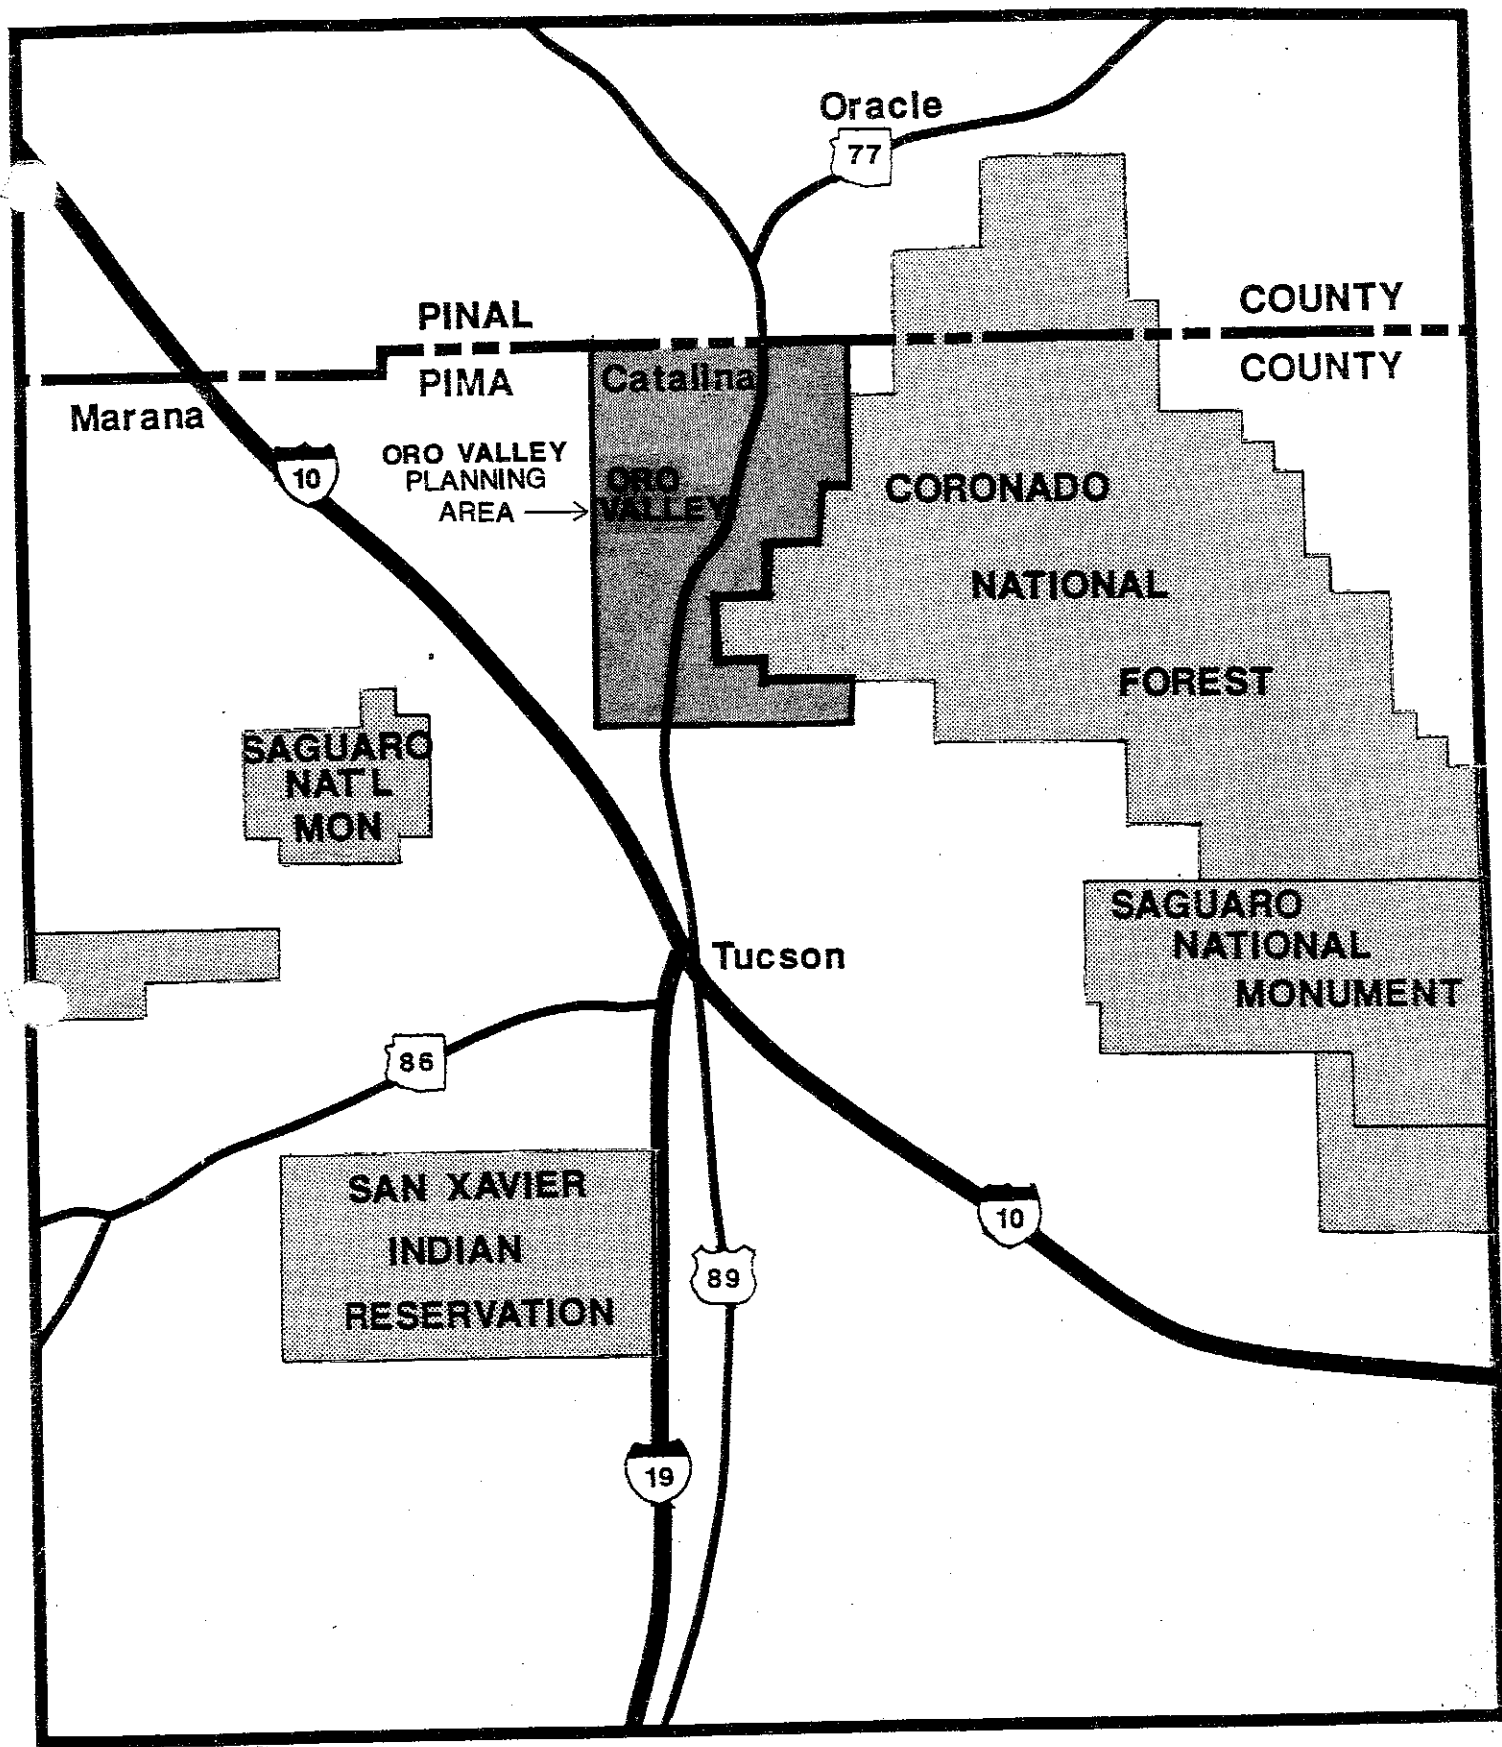 Oracle
77
PINAL COUNTY
PIMA COUNTY
Catalina
Marana
10
ORO VALLEY
PLANNING
AREA
ORO
VALLEY
CORONADO
NATIONAL
FOREST
SAGUARO
NAT'L
MON
SAGUARO
NATIONAL
MONUMENT
Tucson
86
SAN XAVIER
INDIAN
RESERVATION
10
89
19